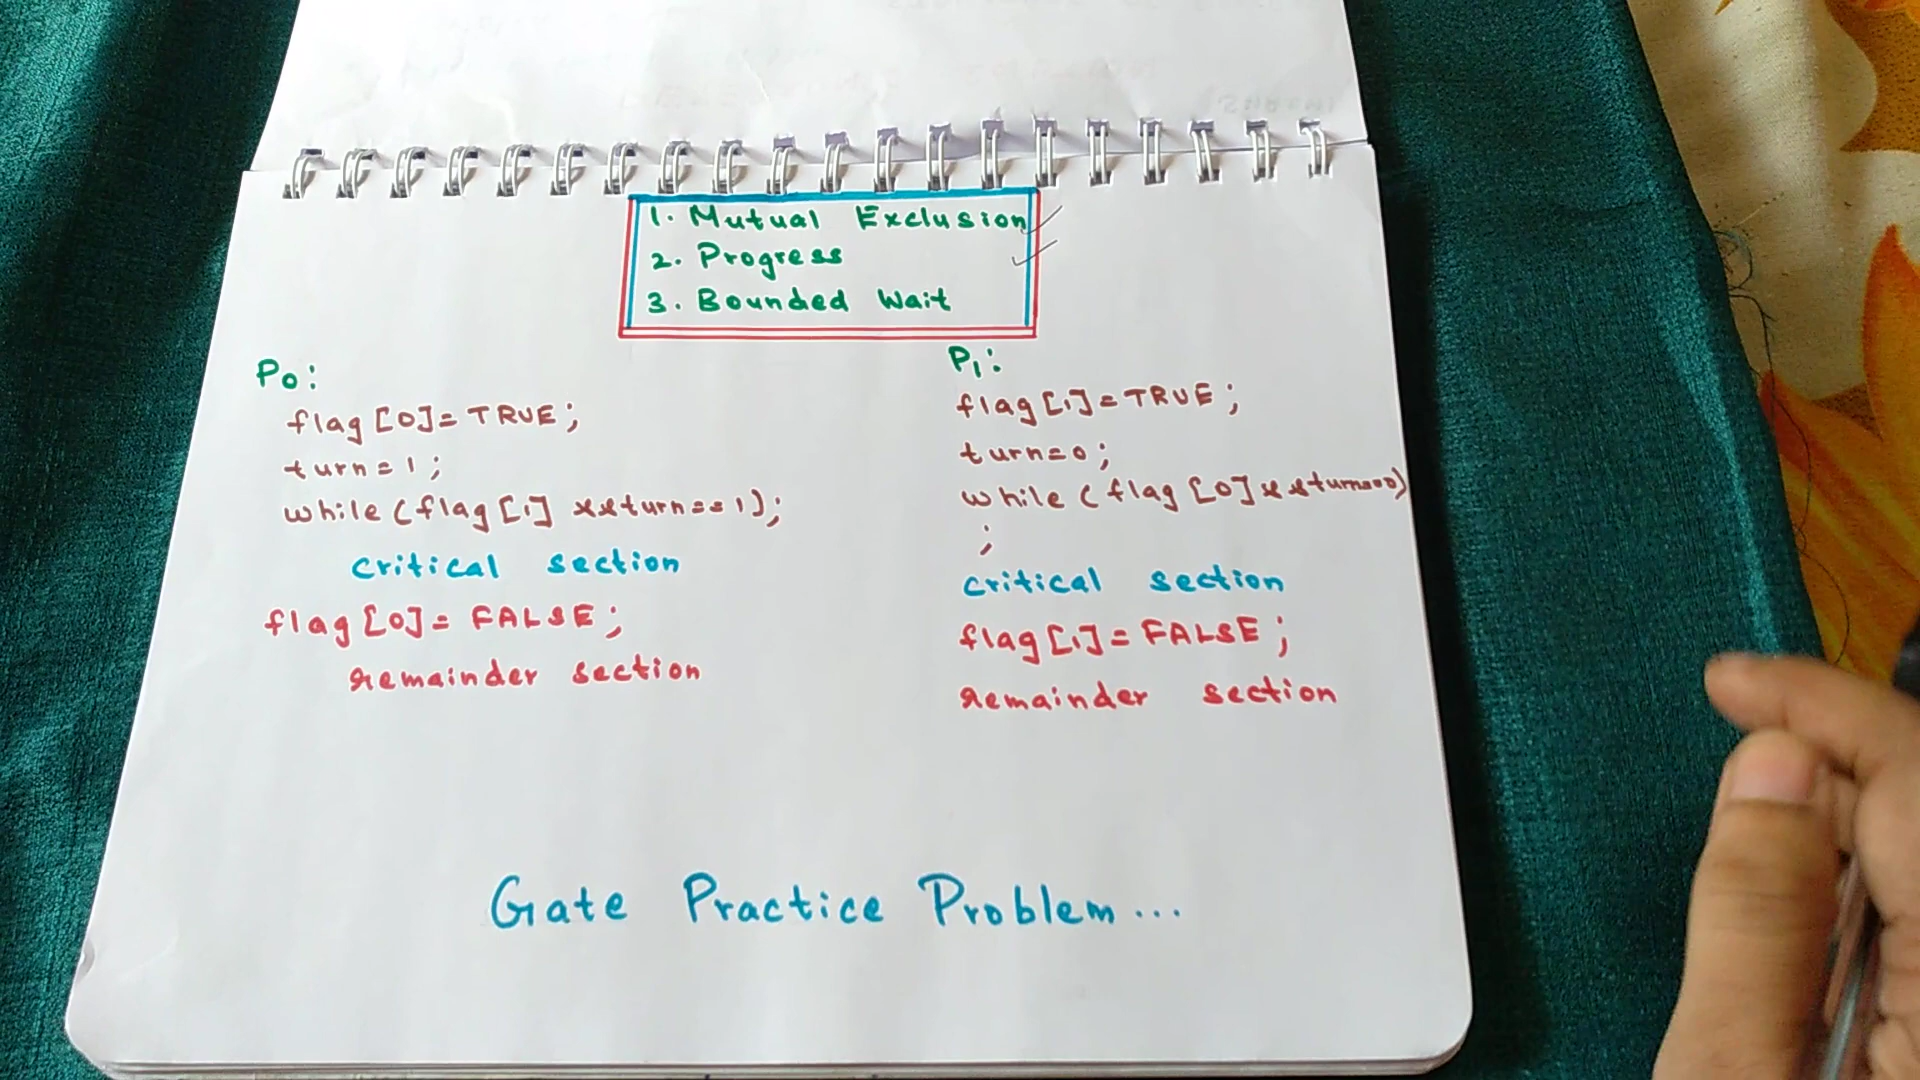 1. Mutual Exclusion
2. Progress
3. Bounded Wait
P0:
flag[0]=TRUE;
turn=1;
while(flag[1] &&turn==1);
critical section
flag[0]=FALSE;
remainder section
P1:
flag[1]=TRUE;
turn=0;
while(flag[0]&&turn==0)
;
critical section
flag[1]=FALSE;
remainder section
Gate Practice Problem...